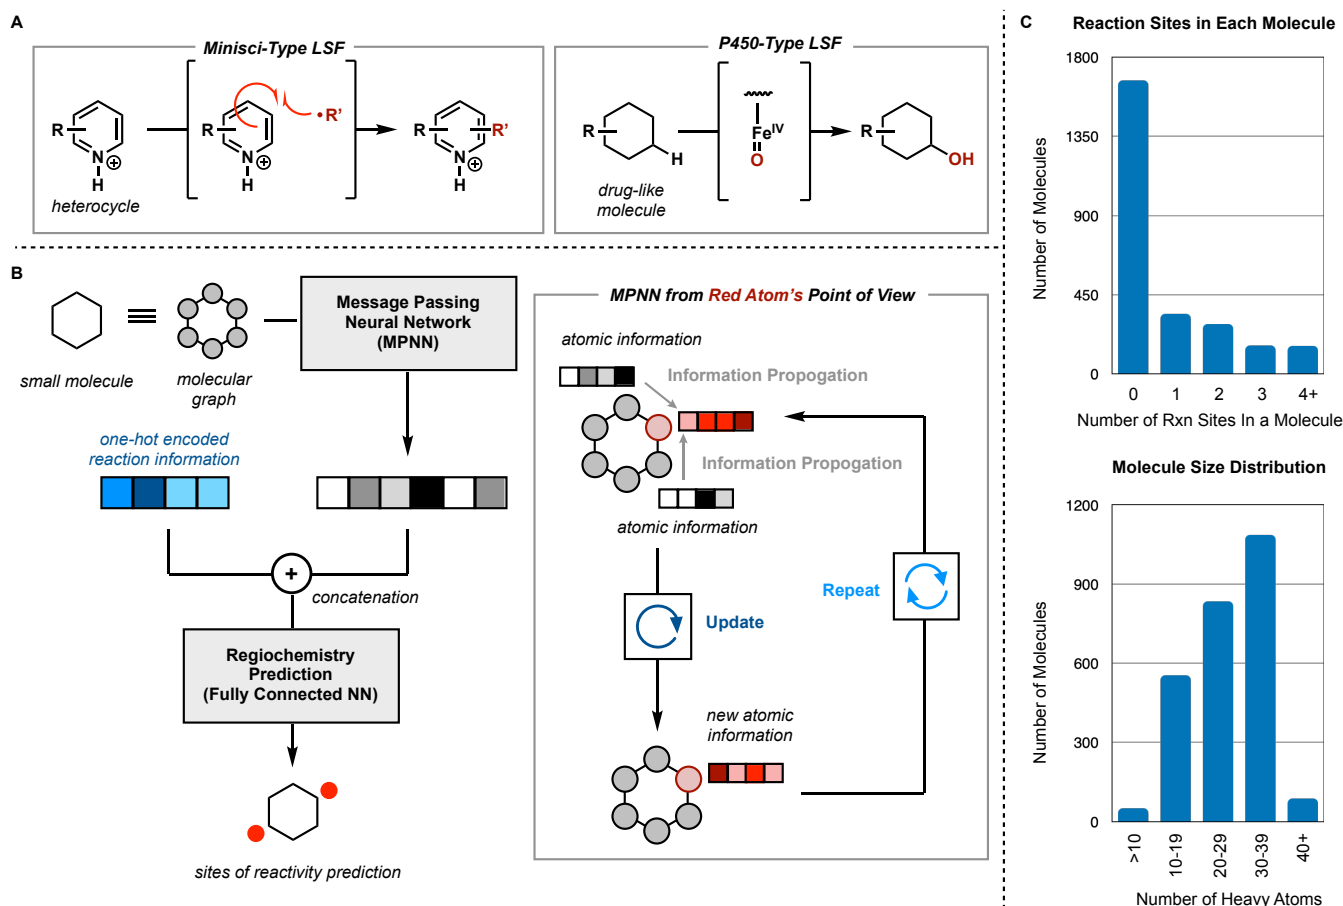 A
Minisci-Type LSF
R
N
H
heterocycle
R
N
H
•R'
R
R'
N
H
P450-Type LSF
R
H
drug-like
molecule
FeIV
O
R
OH
B
small molecule
molecular
graph
Message Passing
Neural Network
(MPNN)
one-hot encoded
reaction information
+
concatenation
Regiochemistry
Prediction
(Fully Connected NN)
sites of reactivity prediction
MPNN from Red Atom's Point of View
atomic information
Information Propogation
Information Propogation
atomic information
Update
Repeat
new atomic
information
C
Reaction Sites in Each Molecule
Number of Molecules
1800
1350
900
450
0
0 1 2 3 4+
Number of Rxn Sites In a Molecule
Molecule Size Distribution
Number of Molecules
1200
900
600
300
0
>10 10-19 20-29 30-39 40+
Number of Heavy Atoms